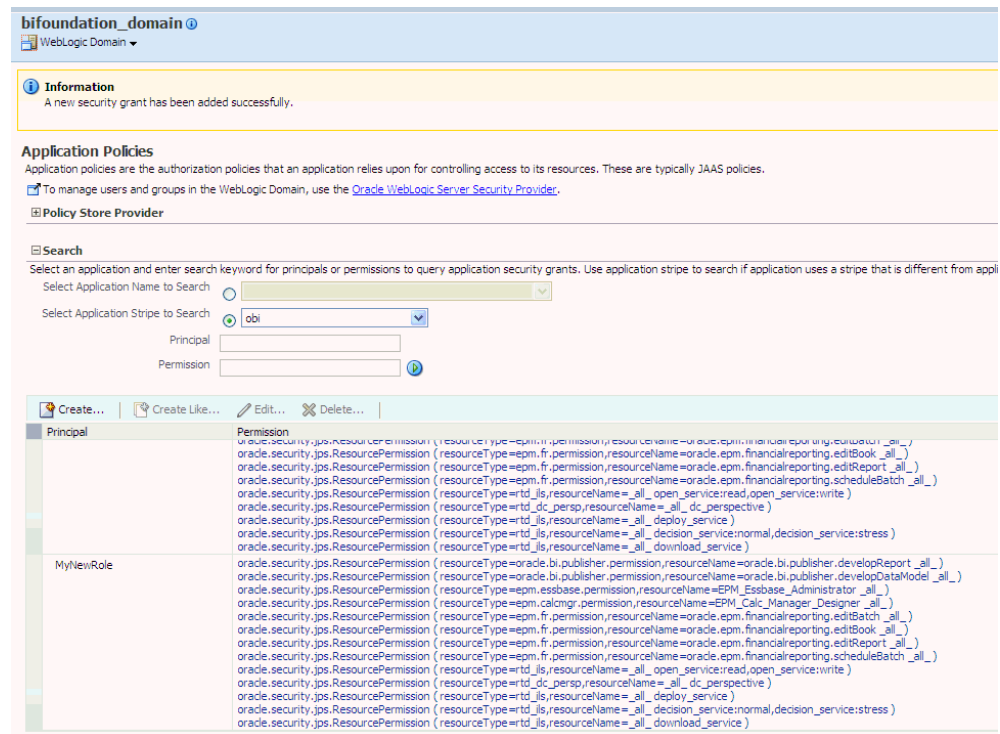 bifoundation_domain
WebLogic Domain
Information
A new security grant has been added successfully.
Application Policies
Application policies are the authorization policies that an application relies upon for controlling access to its resources. These are typically JAAS policies.
To manage users and groups in the WebLogic Domain, use the Oracle WebLogic Server Security Provider.
Policy Store Provider
Search
Select an application and enter search keyword for principals or permissions to query application security grants. Use application stripe to search if application uses a stripe that is different from appli
Select Application Name to Search
Select Application Stripe to Search obi
Principal
Permission
Create... Create Like... Edit... Delete...
Principal Permission
oracle.security.jps.ResourcePermission ( resourceType=epm.fr.permission,resourceName=oracle.epm.financialreporting.editBatch _all_ )
oracle.security.jps.ResourcePermission ( resourceType=epm.fr.permission,resourceName=oracle.epm.financialreporting.editBook _all_ )
oracle.security.jps.ResourcePermission ( resourceType=epm.fr.permission,resourceName=oracle.epm.financialreporting.editReport _all_ )
oracle.security.jps.ResourcePermission ( resourceType=epm.fr.permission,resourceName=oracle.epm.financialreporting.scheduleBatch _all_ )
oracle.security.jps.ResourcePermission ( resourceType=rtd_ils,resourceName=_all_ open_service:read,open_service:write )
oracle.security.jps.ResourcePermission ( resourceType=rtd_dc_persp,resourceName=_all_ dc_perspective )
oracle.security.jps.ResourcePermission ( resourceType=rtd_ils,resourceName=_all_ deploy_service )
oracle.security.jps.ResourcePermission ( resourceType=rtd_ils,resourceName=_all_ decision_service:normal,decision_service:stress )
oracle.security.jps.ResourcePermission ( resourceType=rtd_ils,resourceName=_all_ download_service )
MyNewRole oracle.security.jps.ResourcePermission ( resourceType=oracle.bi.publisher.permission,resourceName=oracle.bi.publisher.developReport _all_ )
oracle.security.jps.ResourcePermission ( resourceType=oracle.bi.publisher.permission,resourceName=oracle.bi.publisher.developDataModel _all_ )
oracle.security.jps.ResourcePermission ( resourceType=epm.essbase.permission,resourceName=EPM_Essbase_Administrator _all_ )
oracle.security.jps.ResourcePermission ( resourceType=epm.calcmgr.permission,resourceName=EPM_Calc_Manager_Designer _all_ )
oracle.security.jps.ResourcePermission ( resourceType=epm.fr.permission,resourceName=oracle.epm.financialreporting.editBatch _all_ )
oracle.security.jps.ResourcePermission ( resourceType=epm.fr.permission,resourceName=oracle.epm.financialreporting.editBook _all_ )
oracle.security.jps.ResourcePermission ( resourceType=epm.fr.permission,resourceName=oracle.epm.financialreporting.editReport _all_ )
oracle.security.jps.ResourcePermission ( resourceType=epm.fr.permission,resourceName=oracle.epm.financialreporting.scheduleBatch _all_ )
oracle.security.jps.ResourcePermission ( resourceType=rtd_ils,resourceName=_all_ open_service:read,open_service:write )
oracle.security.jps.ResourcePermission ( resourceType=rtd_dc_persp,resourceName=_all_ dc_perspective )
oracle.security.jps.ResourcePermission ( resourceType=rtd_ils,resourceName=_all_ deploy_service )
oracle.security.jps.ResourcePermission ( resourceType=rtd_ils,resourceName=_all_ decision_service:normal,decision_service:stress )
oracle.security.jps.ResourcePermission ( resourceType=rtd_ils,resourceName=_all_ download_service )